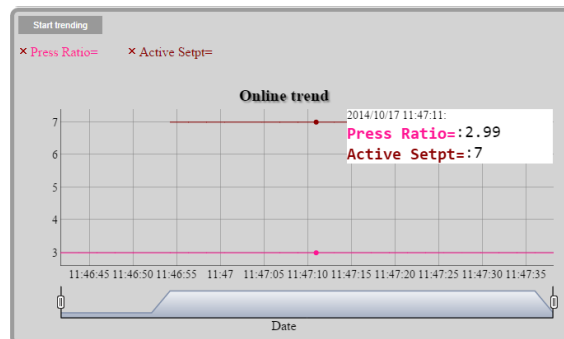 Start trending
× Press Ratio= × Active Setpt=
Online trend
2014/10/17 11:47:11:
Press Ratio=:2.99
Active Setpt=:7
7
6
5
4
3
11:46:45 11:46:50 11:46:55 11:47 11:47:05 11:47:10 11:47:15 11:47:20 11:47:25 11:47:30 11:47:35
Date